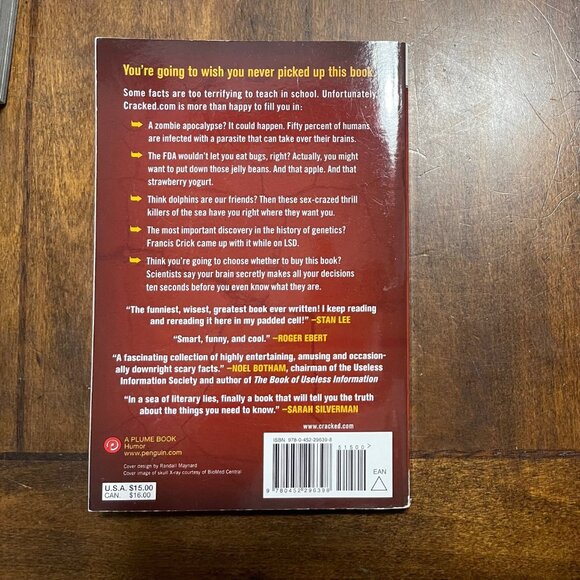 You're going to wish you never picked up this book
Some facts are too terrifying to teach in school. Unfortunately,
Cracked.com is more than happy to fill you in:
A zombie apocalypse? It could happen. Fifty percent of humans
are infected with a parasite that can take over their brains.
The FDA wouldn't let you eat bugs, right? Actually, you might
want to put down those jelly beans. And that apple. And that
strawberry yogurt.
Think dolphins are our friends? Then these sex-crazed thrill
killers of the sea have you right where they want you.
The most important discovery in the history of genetics?
Francis Crick came up with it while on LSD.
Think you're going to choose whether to buy this book?
Scientists say your brain secretly makes all your decisions
ten seconds before you even know what they are.
"The funniest, wisest, greatest book ever written! I keep reading
and rereading it here in my padded cell!" –STAN LEE
"Smart, funny, and cool." –ROGER EBERT
"A fascinating collection of highly entertaining, amusing and occasion-
ally downright scary facts." –NOEL BOTHAM, chairman of the Useless
Information Society and author of The Book of Useless Information
"In a sea of literary lies, finally a book that will tell you the truth
about the things you need to know." –SARAH SILVERMAN
www.cracked.com
A PLUME BOOK
Humor
www.penguin.com
Cover design by Randall Maynard
Cover image of skull X-ray courtesy of BioMed Central
U.S.A. $15.00
CAN. $16.00
ISBN: 978-0-452-29639-8
51500
9 780452 296398
EAN